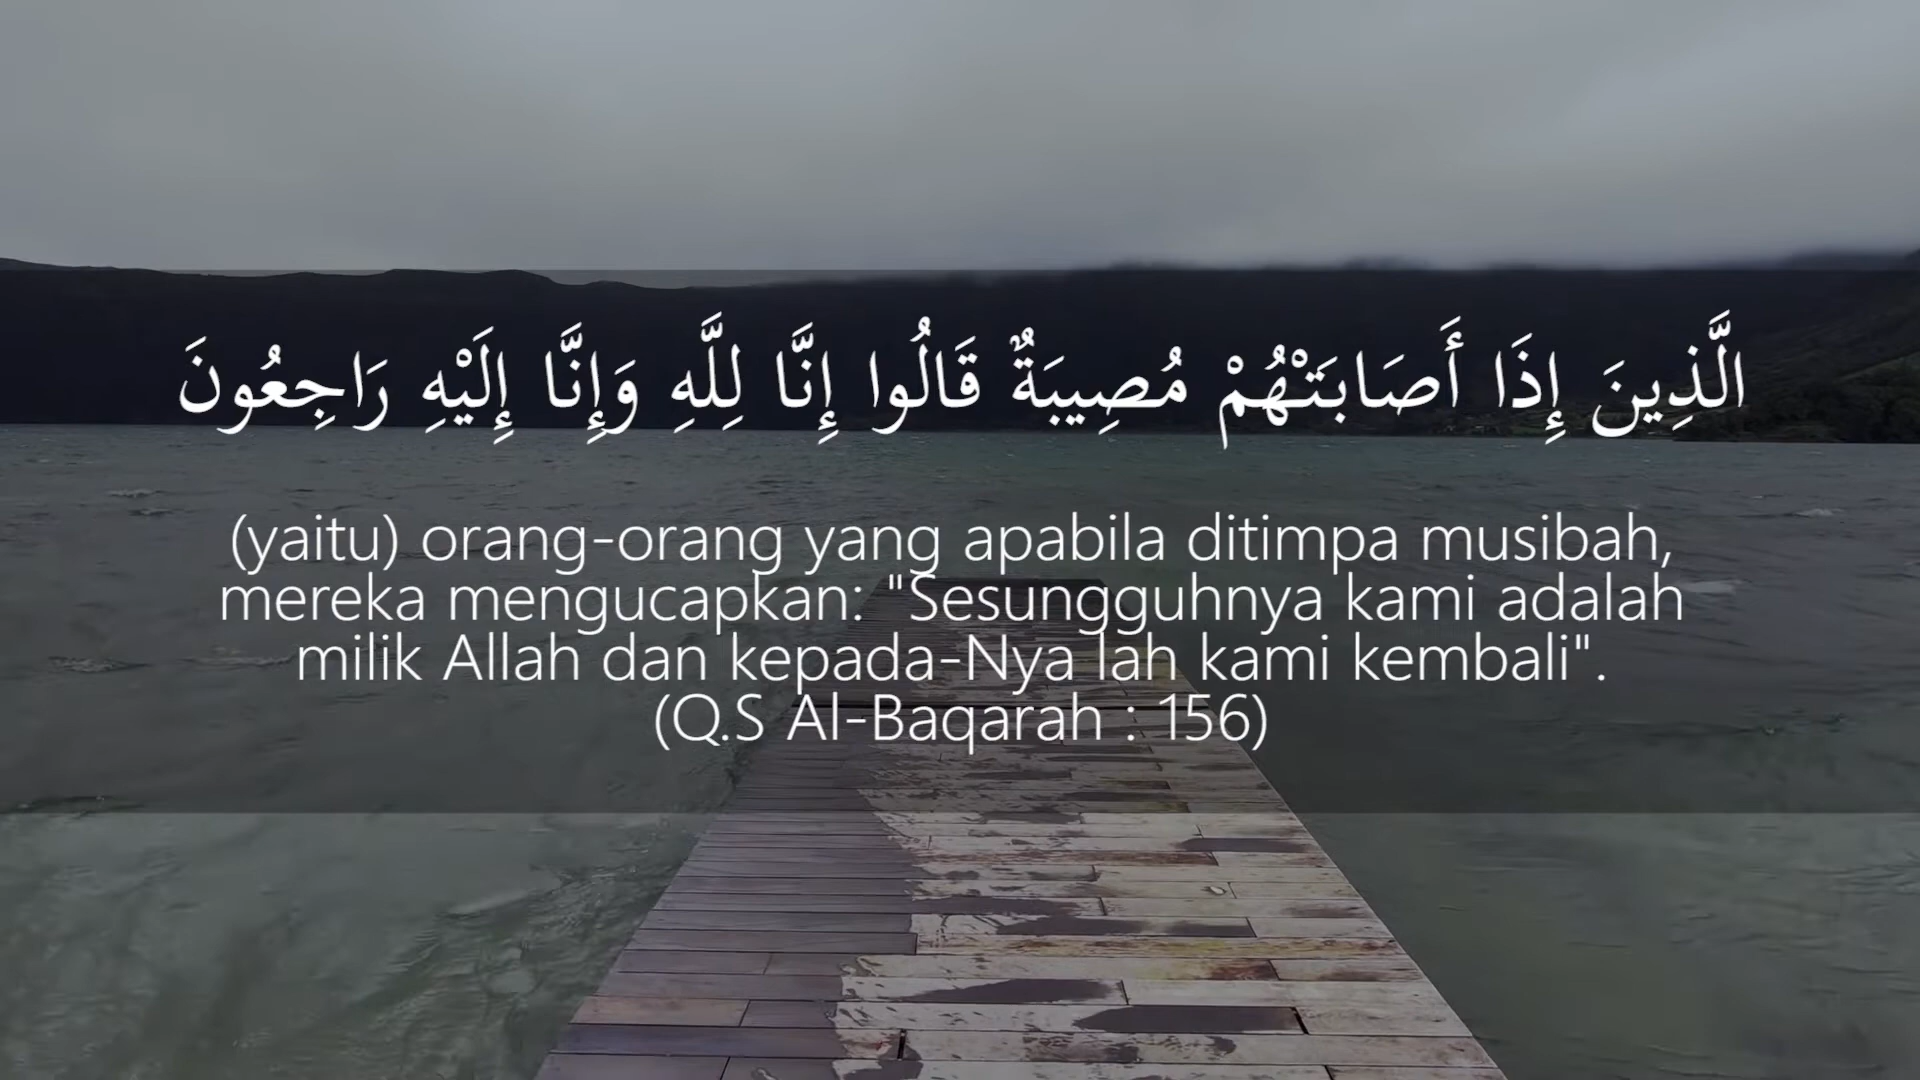 الَّذِينَ إِذَا أَصَابَتْهُمْ مُصِيبَةٌ قَالُوا إِنَّا لِلَّهِ وَإِنَّا إِلَيْهِ رَاجِعُونَ
(yaitu) orang-orang yang apabila ditimpa musibah,
mereka mengucapkan: "Sesungguhnya kami adalah
milik Allah dan kepada-Nya lah kami kembali".
(Q.S Al-Baqarah : 156)